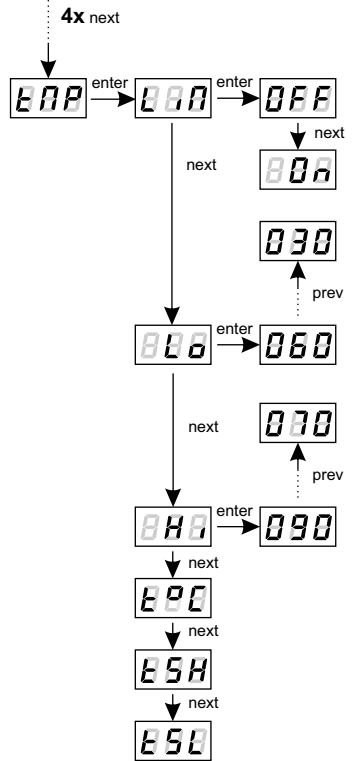 4x next
tMP enter LiM enter OFF
next
On
next
030
prev
Lo enter 060
next
070
prev
Hi enter 090
next
t°C
next
tSH
next
tSL